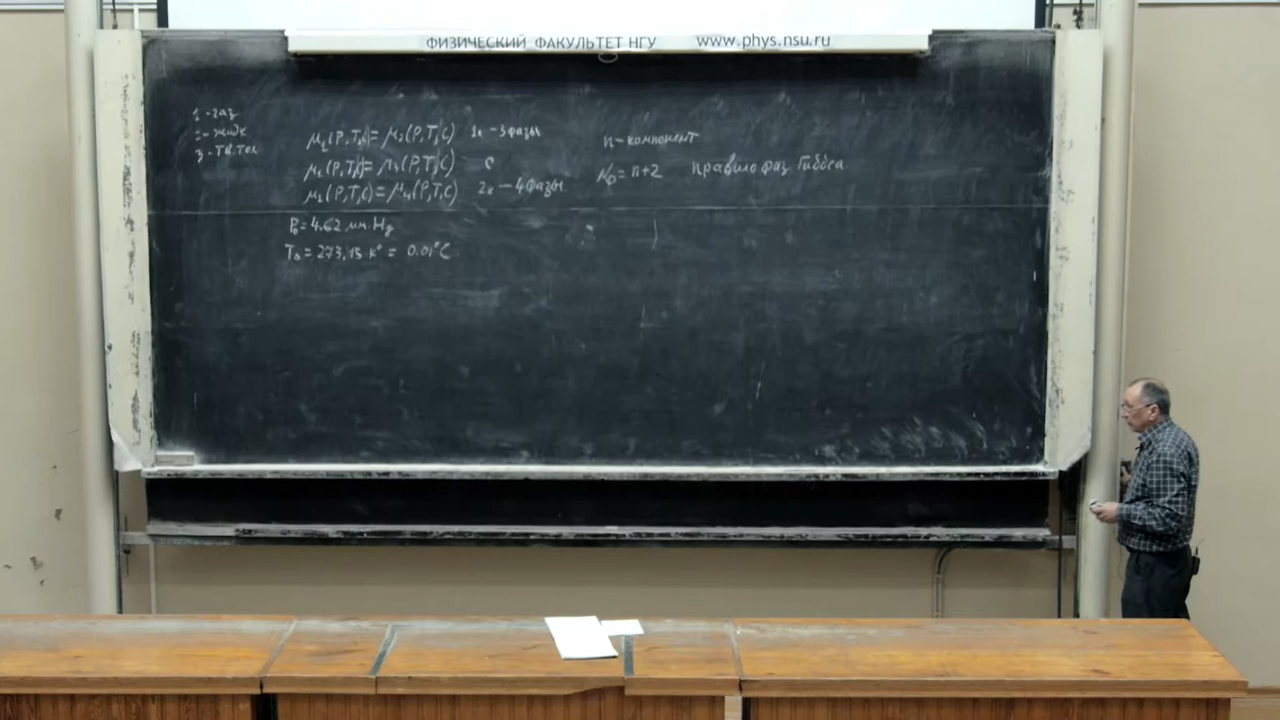 ФИЗИЧЕСКИЙ ФАКУЛЬТЕТ НГУ www.phys.nsu.ru
1 - газ
2 - жидк
3 - тв. тел
μ₁(P,T,C) = μ₂(P,T,C) 1к - 3 фазы
μ₁(P,T,C) = μ₃(P,T,C) C
μ₁(P,T,C) = μ₄(P,T,C) 2к - 4 фазы
n - компонент
N₀ = n+2 правило фаз Гиббса
P₀ = 4.62 мм. Hg
T₀ = 273,15 К° = 0.01°C